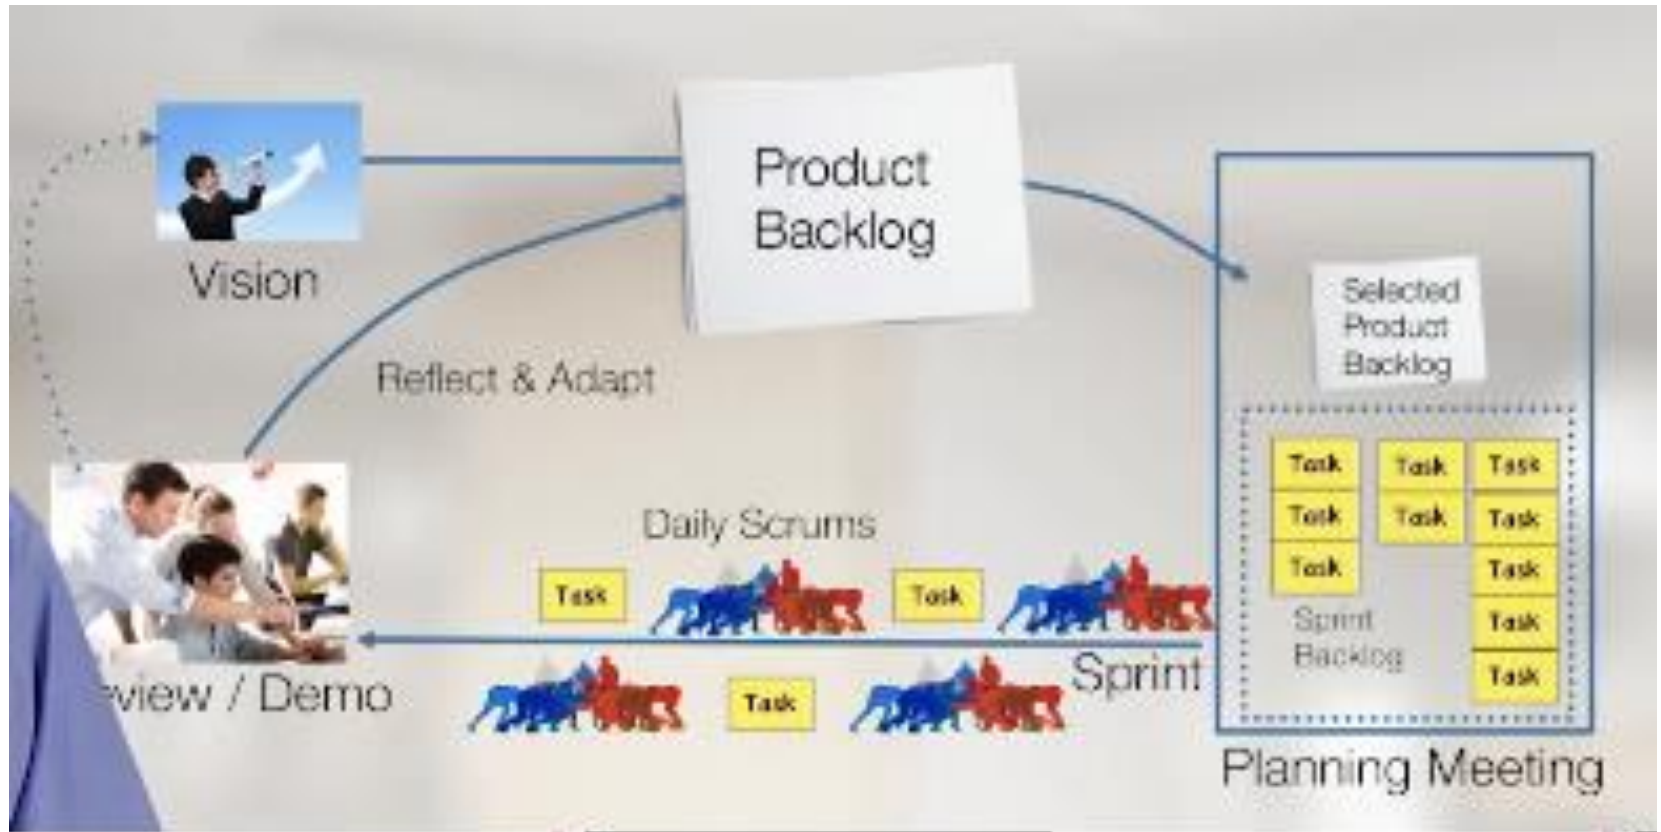 Product
Backlog
Vision
Selected
Product
Backlog
Reflect & Adapt
Task Task Task
Task Task Task
Task Task
Task
Task
Sprint
Backlog
Daily Scrums
Task Task
Sprint
Task
view / Demo
Planning Meeting